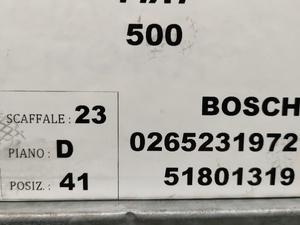 500
SCAFFALE : 23
PIANO : D
POSIZ. : 41
BOSCH
0265231972
51801319